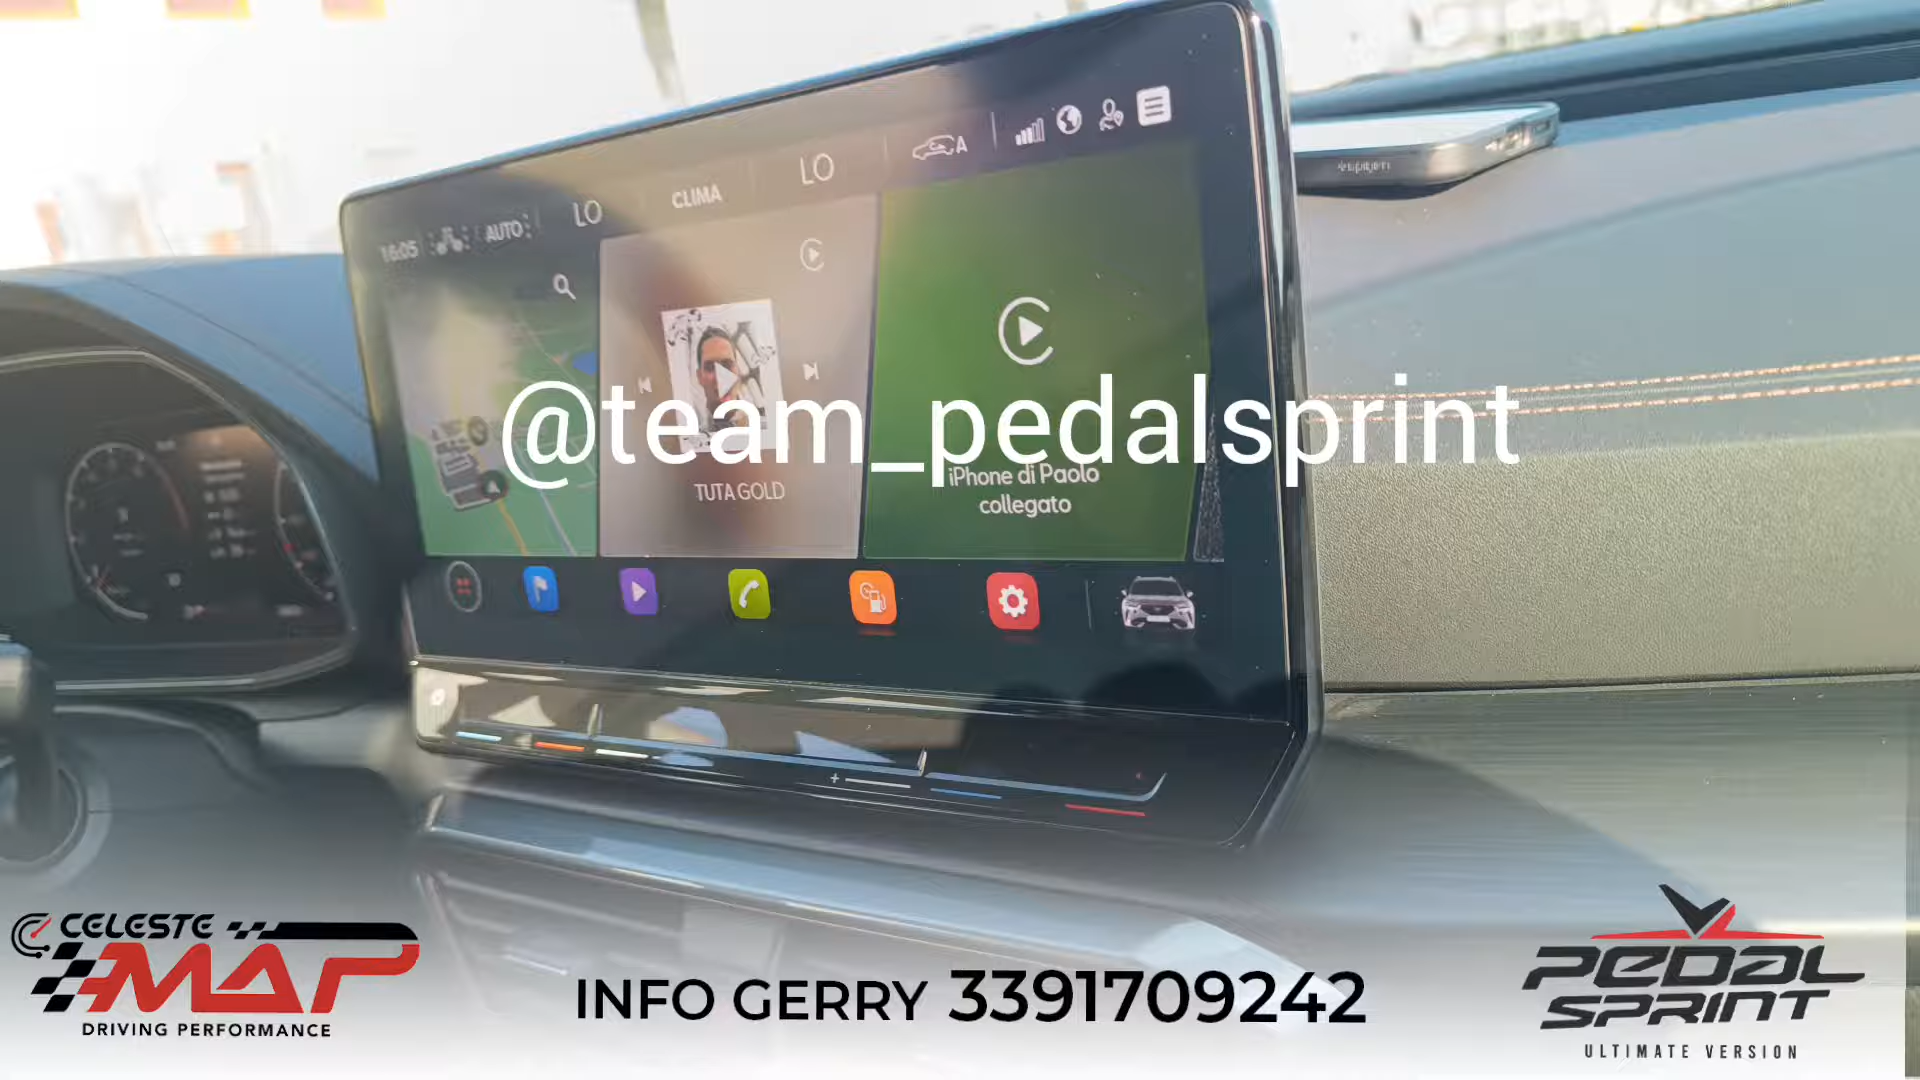 LO
A
CLIMA
LO
16:05
AUTO
@team_pedalsprint
TUTA GOLD
iPhone di Paolo
collegato
CELESTE
MAP
DRIVING PERFORMANCE
INFO GERRY 3391709242
PEDAL
SPRINT
ULTIMATE VERSION